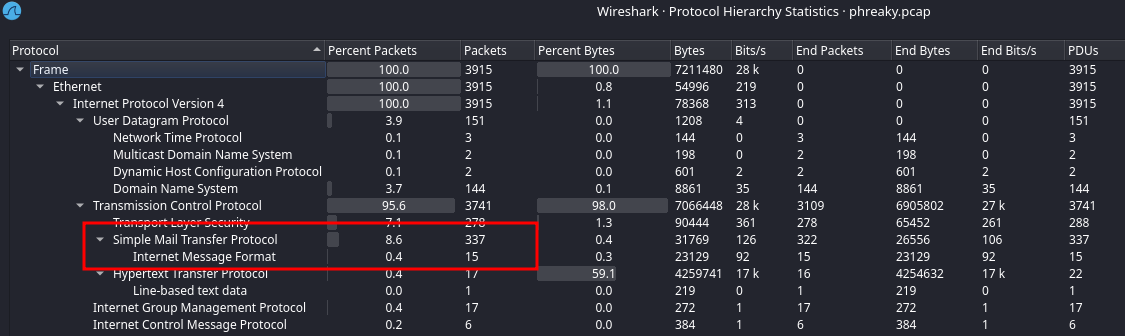 Wireshark · Protocol Hierarchy Statistics · phreaky.pcap
Protocol Percent Packets Packets Percent Bytes Bytes Bits/s End Packets End Bytes End Bits/s PDUs
Frame 100.0 3915 100.0 7211480 28 k 0 0 0 3915
Ethernet 100.0 3915 0.8 54996 219 0 0 0 3915
Internet Protocol Version 4 100.0 3915 1.1 78368 313 0 0 0 3915
User Datagram Protocol 3.9 151 0.0 1208 4 0 0 0 151
Network Time Protocol 0.1 3 0.0 144 0 3 144 0 3
Multicast Domain Name System 0.1 2 0.0 198 0 2 198 0 2
Dynamic Host Configuration Protocol 0.1 2 0.0 601 2 2 601 2 2
Domain Name System 3.7 144 0.1 8861 35 144 8861 35 144
Transmission Control Protocol 95.6 3741 98.0 7066448 28 k 3109 6905802 27 k 3741
Transport Layer Security 7.1 278 1.3 90444 361 278 65452 261 288
Simple Mail Transfer Protocol 8.6 337 0.4 31769 126 322 26556 106 337
Internet Message Format 0.4 15 0.3 23129 92 15 23129 92 15
Hypertext Transfer Protocol 0.4 17 59.1 4259741 17 k 16 4254632 17 k 22
Line-based text data 0.0 1 0.0 219 0 1 219 0 1
Internet Group Management Protocol 0.4 17 0.0 272 1 17 272 1 17
Internet Control Message Protocol 0.2 6 0.0 384 1 6 384 1 6